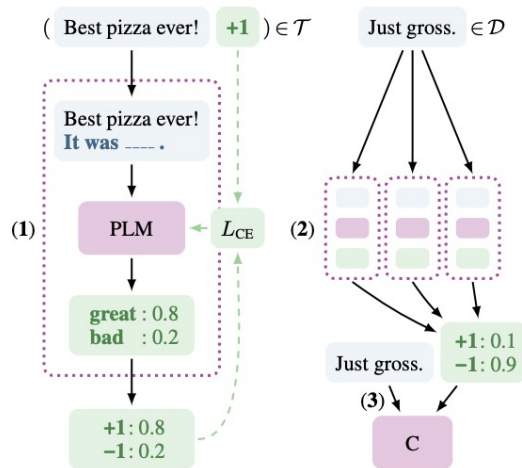 ( Best pizza ever! +1 ) ∈ 𝒯
Best pizza ever!
It was ____ .
(1)
PLM
L_CE
great : 0.8
bad : 0.2
+1: 0.8
−1: 0.2
Just gross. ∈ 𝒟
(2)
+1: 0.1
−1: 0.9
Just gross.
(3)
C